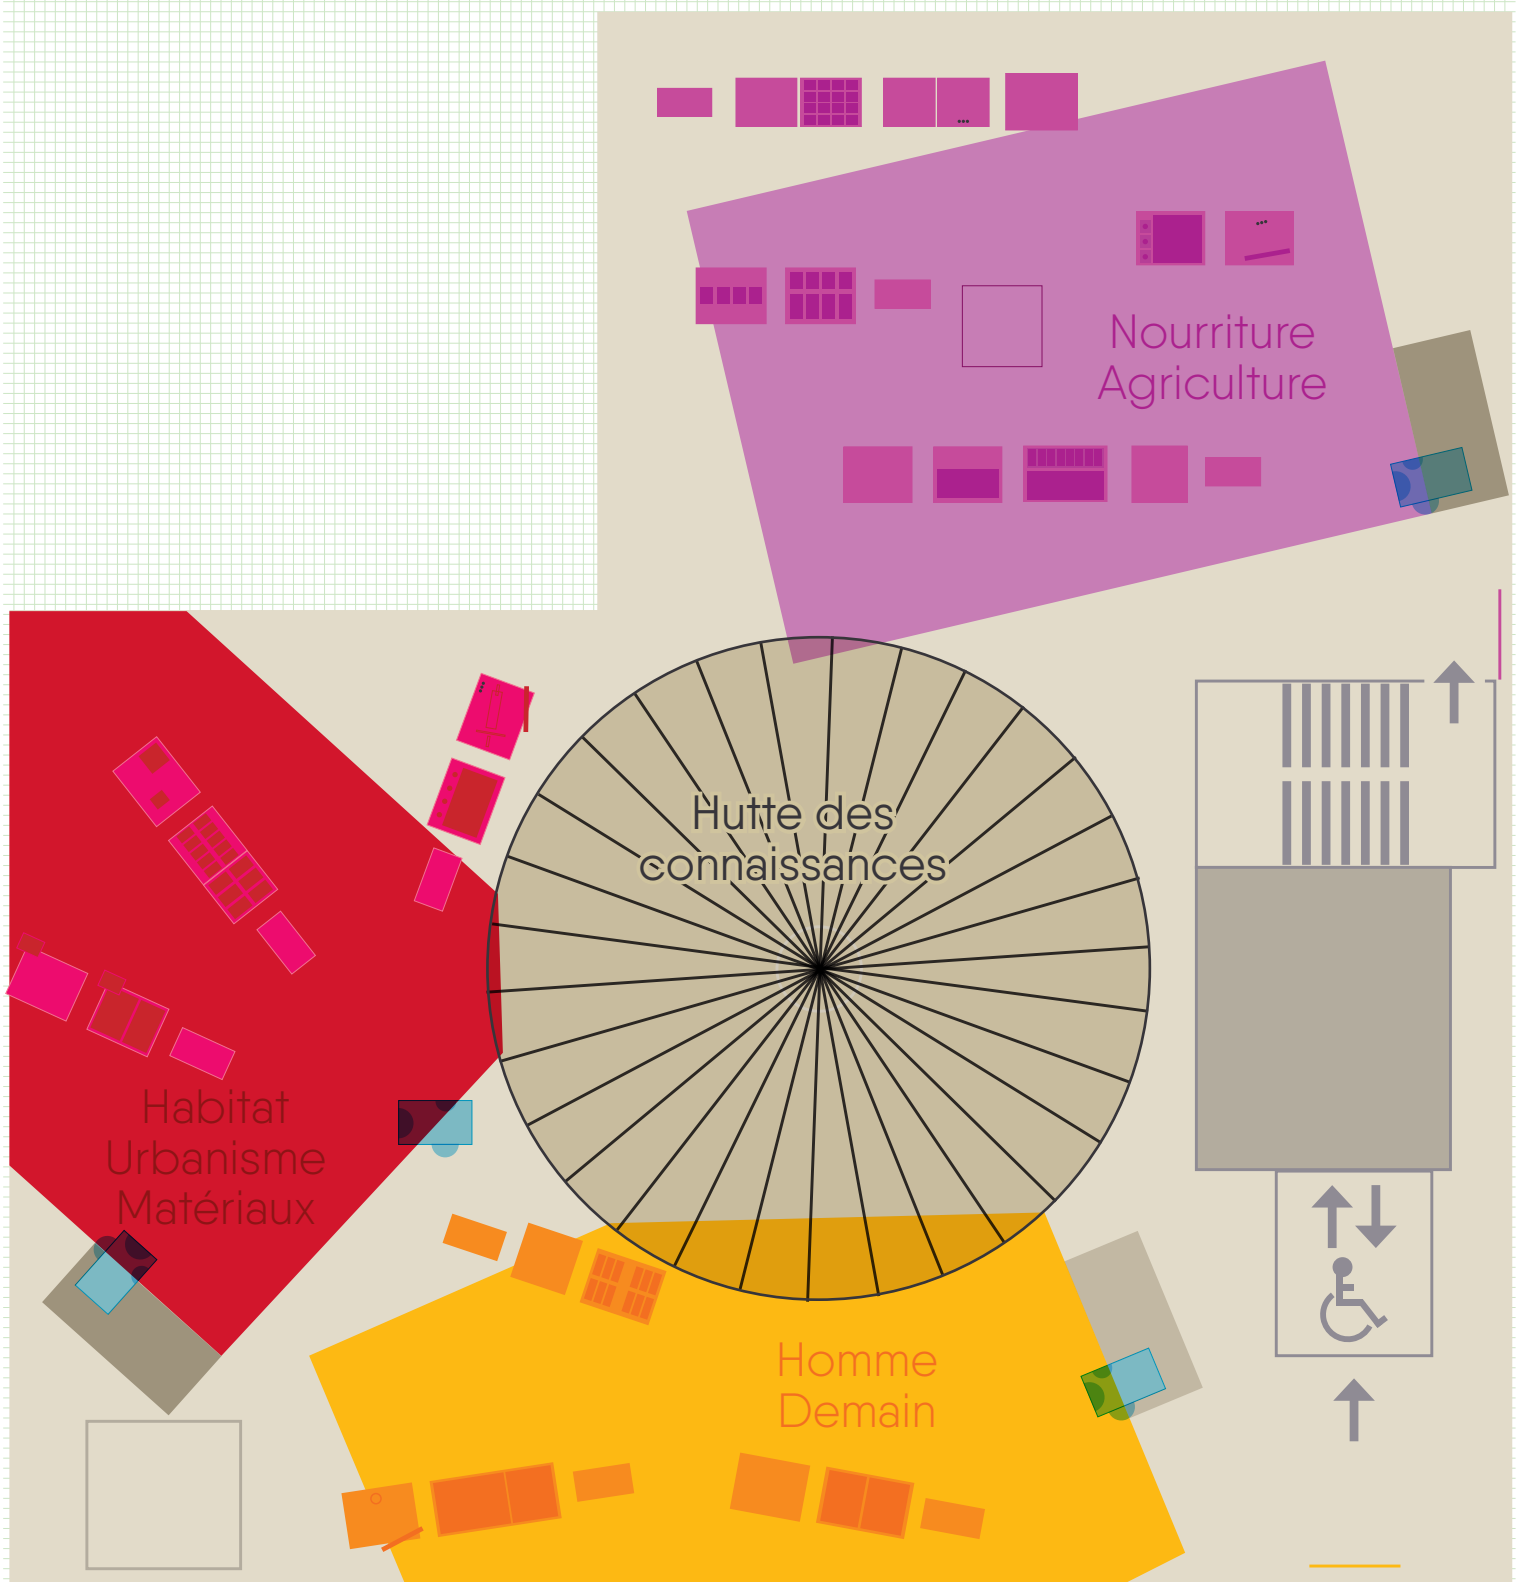 Nourriture
Agriculture
Hutte des
connaissances
Habitat
Urbanisme
Matériaux
Homme
Demain